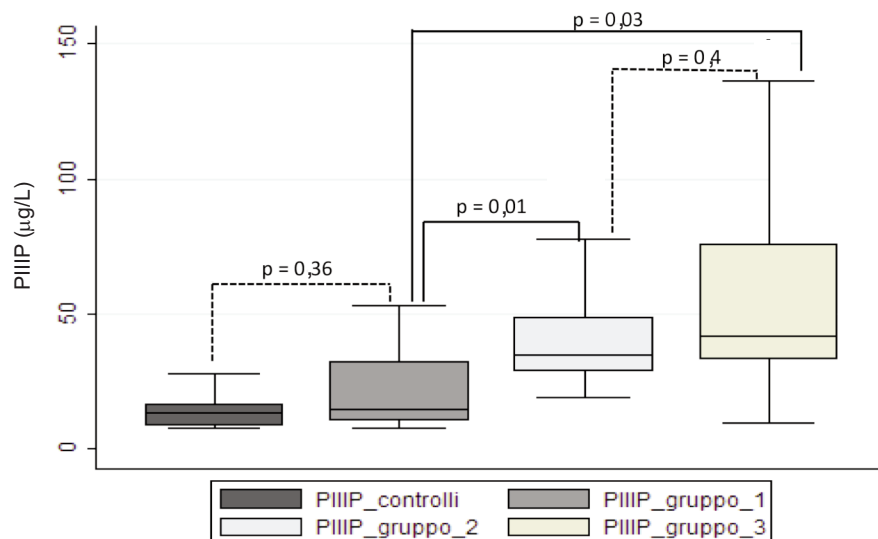 p = 0,03
150
p = 0,4
100
p = 0,01
PIIIP (µg/L)
p = 0,36
50
0
PIIIP_controlli
PIIIP_gruppo_1
PIIIP_gruppo_2
PIIIP_gruppo_3